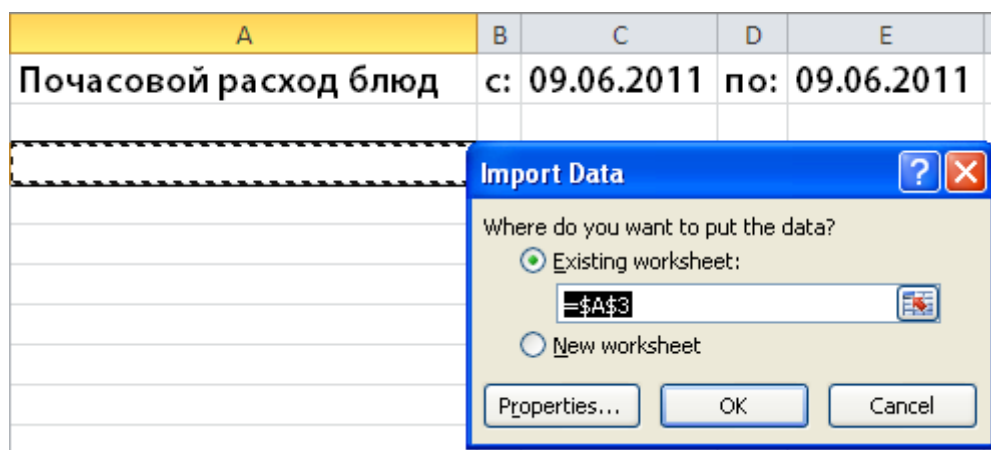 A B C D E
Почасовой расход блюд с: 09.06.2011 по: 09.06.2011
Import Data
Where do you want to put the data?
Existing worksheet:
=$A$3
New worksheet
Properties... OK Cancel